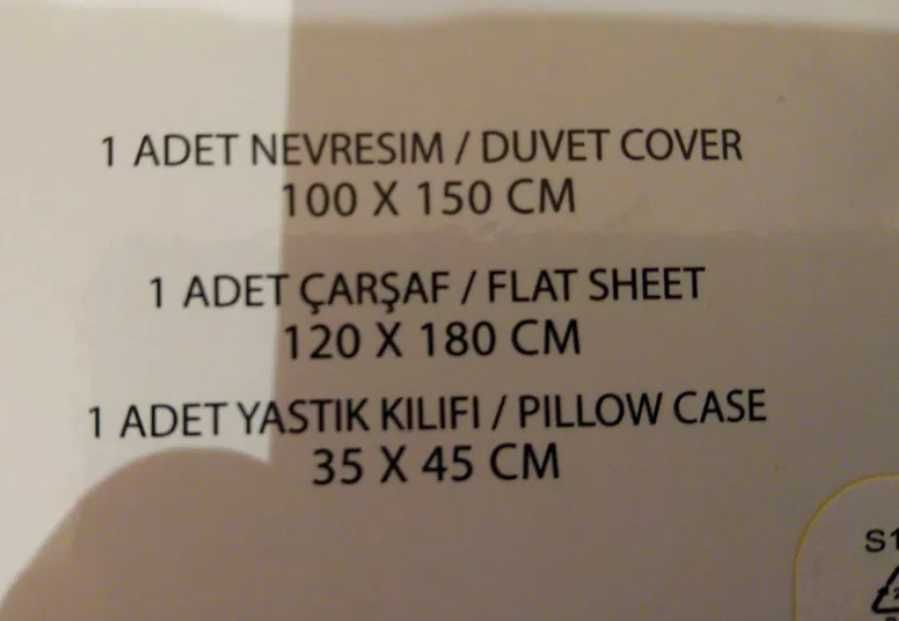 1 ADET NEVRESIM / DUVET COVER
100 X 150 CM
1 ADET ÇARŞAF / FLAT SHEET
120 X 180 CM
1 ADET YASTIK KILIFI / PILLOW CASE
35 X 45 CM